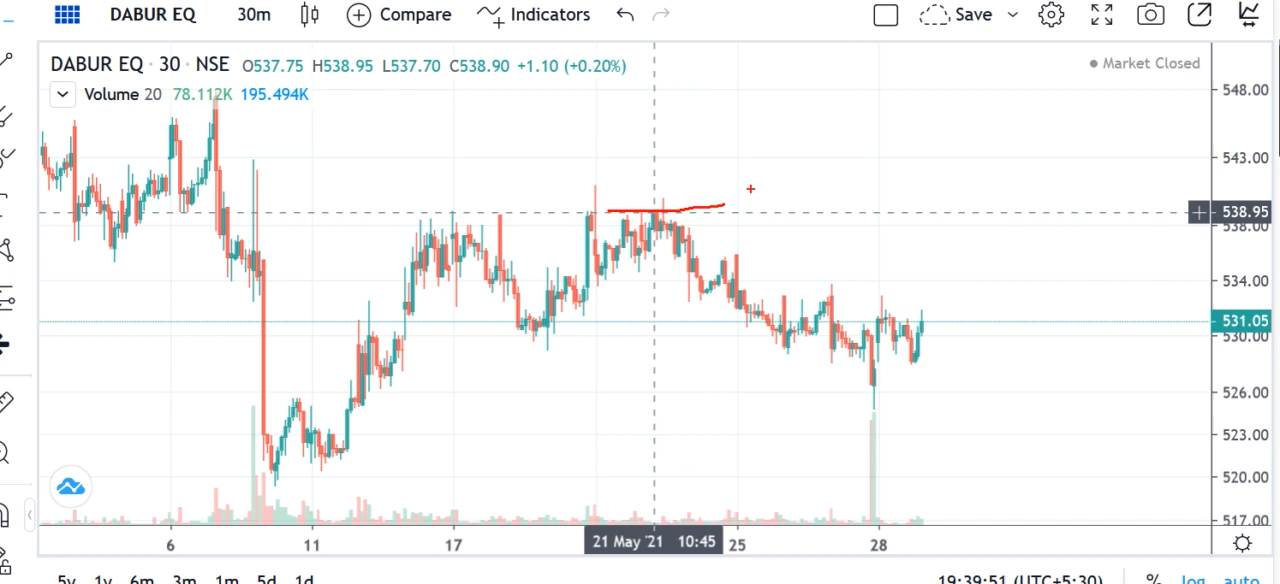 DABUR EQ 30m Compare Indicators Save
DABUR EQ · 30 · NSE O537.75 H538.95 L537.70 C538.90 +1.10 (+0.20%)
Market Closed
Volume 20 78.112K 195.494K
548.00
543.00
538.95
538.00
534.00
531.05
530.00
526.00
523.00
520.00
517.00
6 11 17 21 May '21 10:45 25 28
5y 1y 6m 3m 1m 5d 1d 19:39:51 (UTC+5:30) % log auto